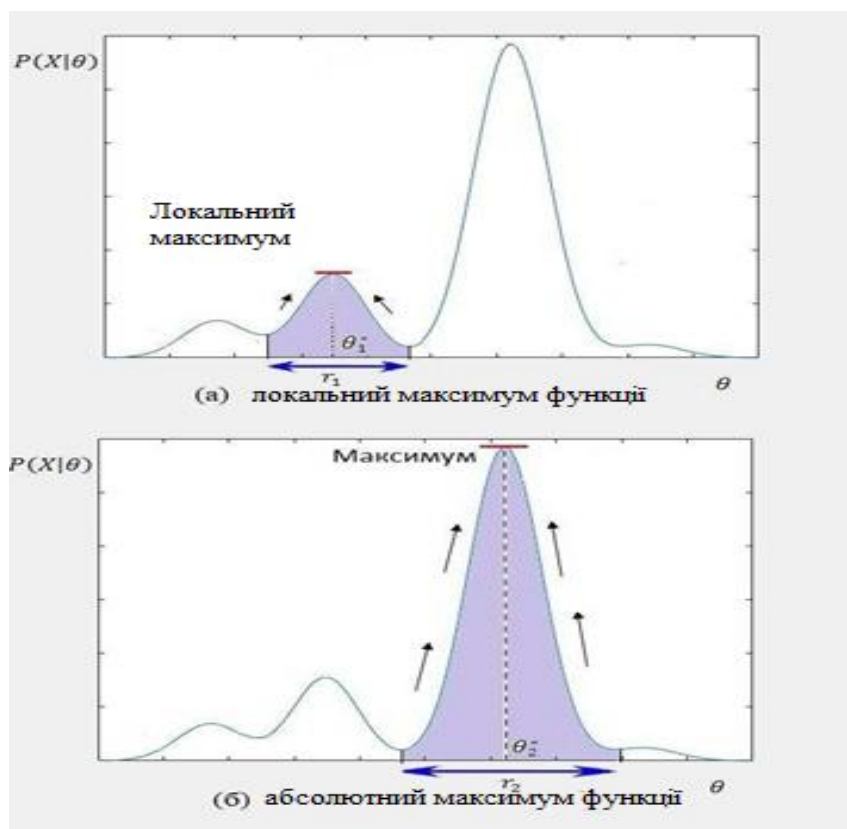 P(X|θ)
Локальний
максимум
θ₁*
r₁
θ
(а) локальний максимум функції
Максимум
P(X|θ)
θ₂*
r₂
θ
(б) абсолютний максимум функції